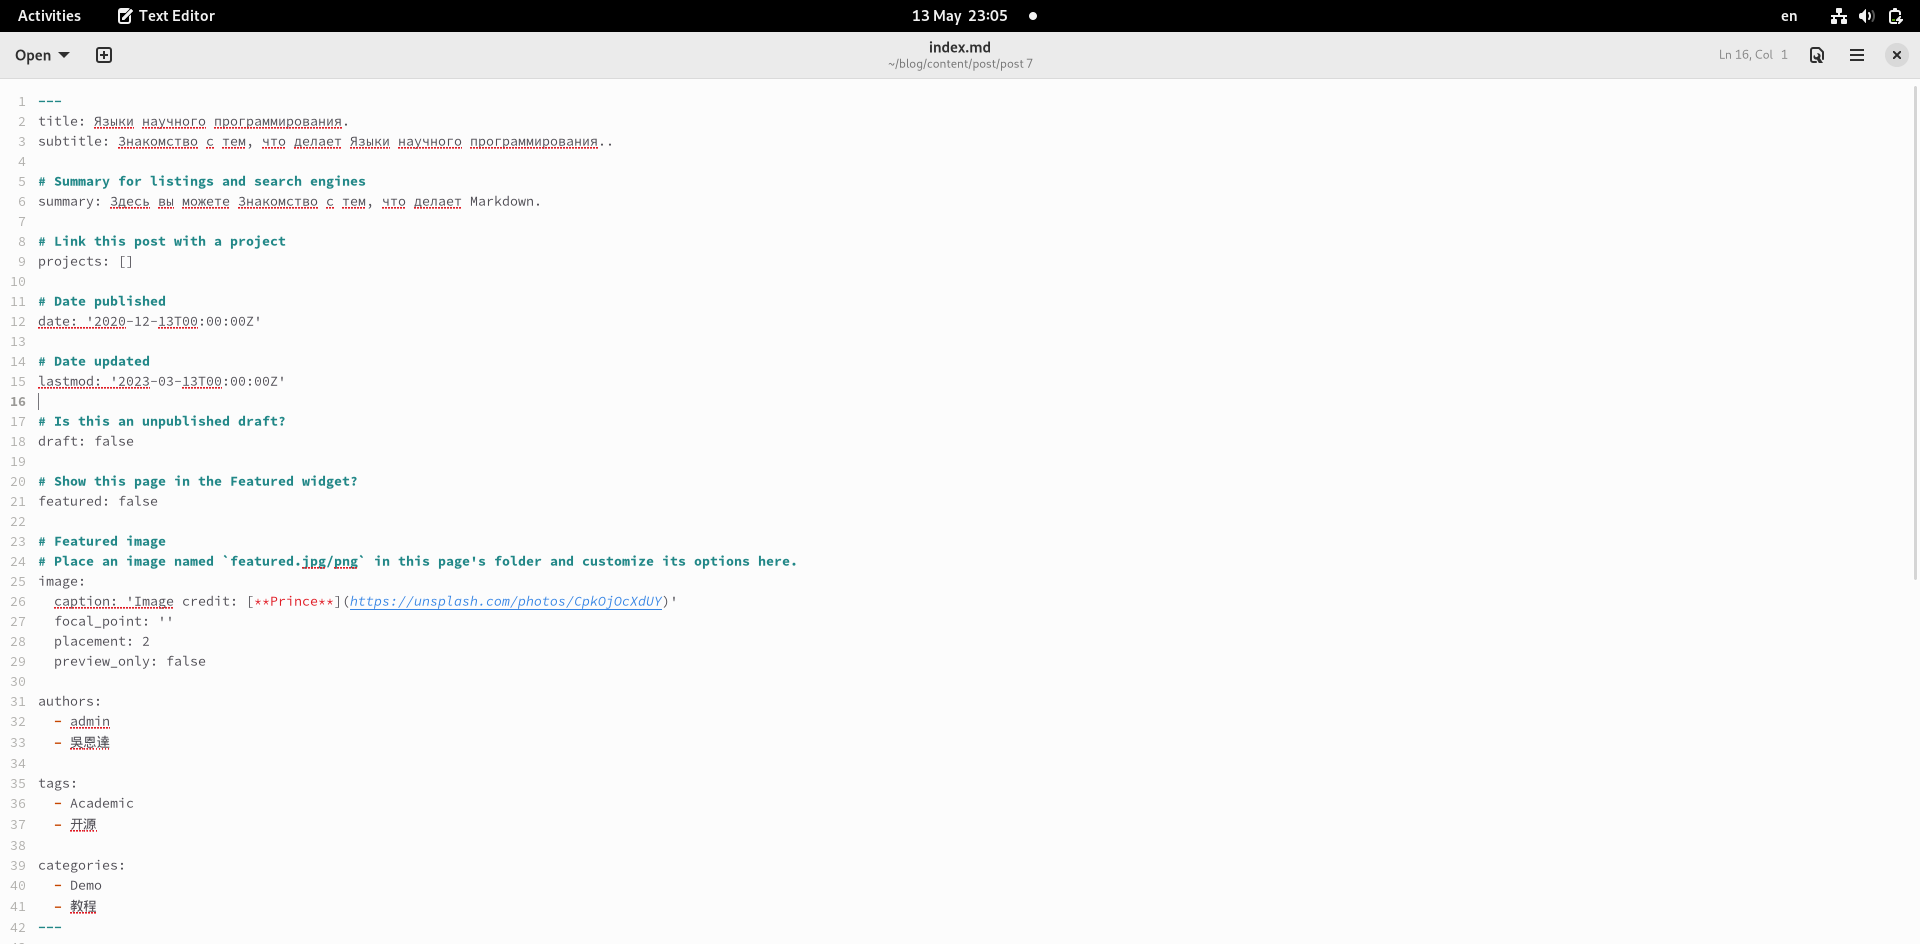 Activities Text Editor 13 May 23:05 en
Open index.md Ln 16, Col 1
~/blog/content/post/post 7
1 ---
2 title: Языки научного программирования.
3 subtitle: Знакомство с тем, что делает Языки научного программирования..
4
5 # Summary for listings and search engines
6 summary: Здесь вы можете Знакомство с тем, что делает Markdown.
7
8 # Link this post with a project
9 projects: []
10
11 # Date published
12 date: '2020-12-13T00:00:00Z'
13
14 # Date updated
15 lastmod: '2023-03-13T00:00:00Z'
16
17 # Is this an unpublished draft?
18 draft: false
19
20 # Show this page in the Featured widget?
21 featured: false
22
23 # Featured image
24 # Place an image named `featured.jpg/png` in this page's folder and customize its options here.
25 image:
26 caption: 'Image credit: [**Prince**](https://unsplash.com/photos/CpkOjOcXdUY)'
27 focal_point: ''
28 placement: 2
29 preview_only: false
30
31 authors:
32 - admin
33 - 吳恩達
34
35 tags:
36 - Academic
37 - 开源
38
39 categories:
40 - Demo
41 - 教程
42 ---